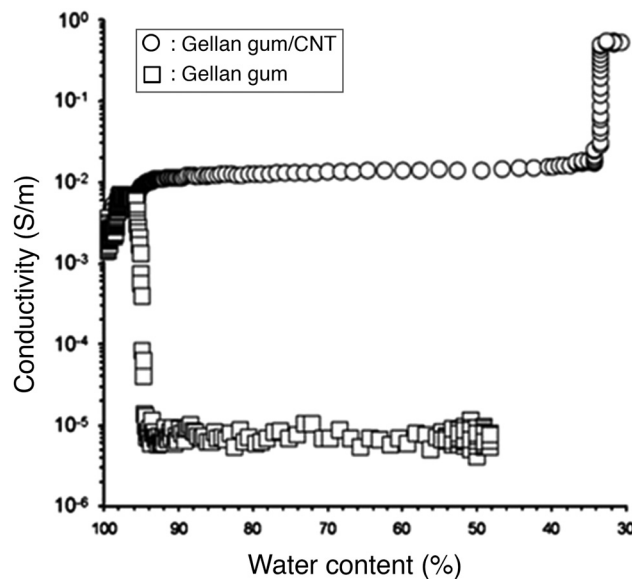 10⁰
○ : Gellan gum/CNT
□ : Gellan gum
10⁻¹
10⁻²
10⁻³
10⁻⁴
10⁻⁵
10⁻⁶
Conductivity (S/m)
100 90 80 70 60 50 40 30
Water content (%)